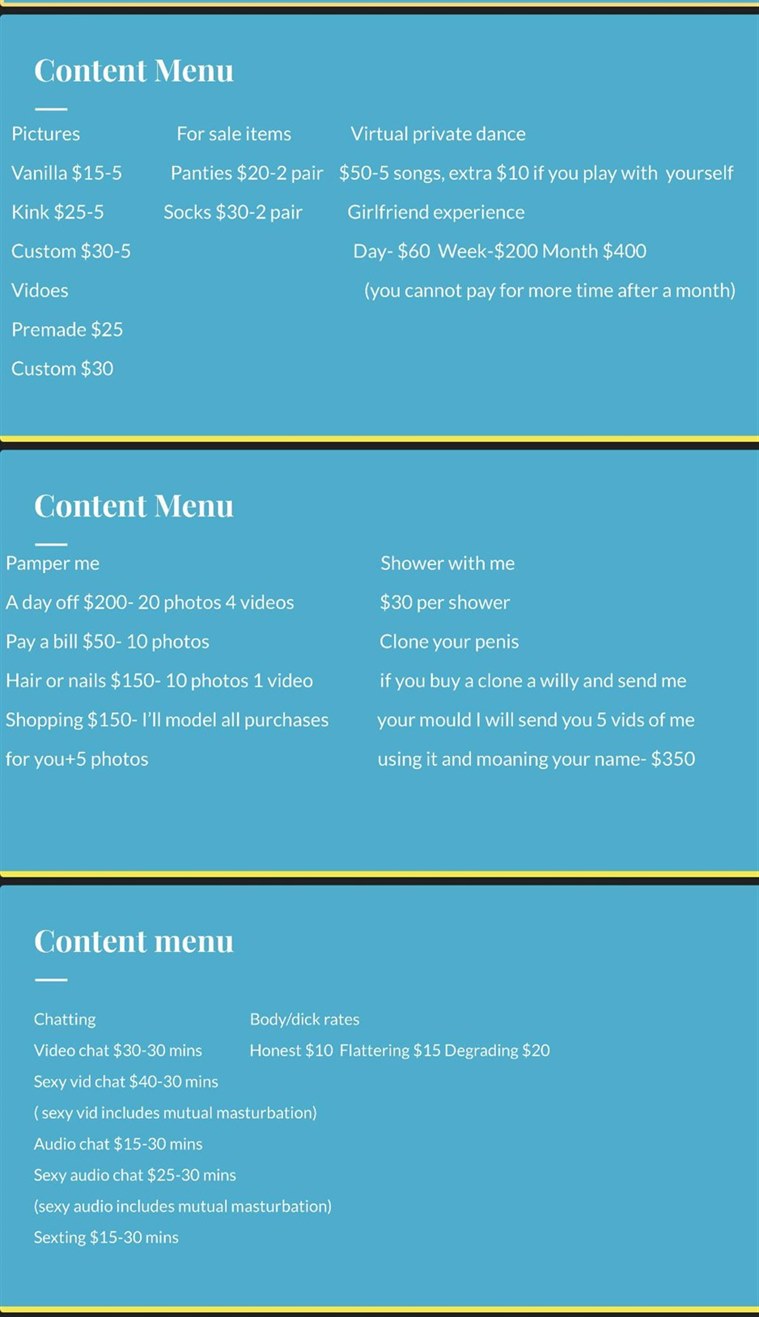 Content Menu
Pictures For sale items Virtual private dance
Vanilla $15-5 Panties $20-2 pair $50-5 songs, extra $10 if you play with yourself
Kink $25-5 Socks $30-2 pair Girlfriend experience
Custom $30-5 Day- $60 Week-$200 Month $400
Vidoes (you cannot pay for more time after a month)
Premade $25
Custom $30
Content Menu
Pamper me Shower with me
A day off $200- 20 photos 4 videos $30 per shower
Pay a bill $50- 10 photos Clone your penis
Hair or nails $150- 10 photos 1 video if you buy a clone a willy and send me
Shopping $150- I'll model all purchases your mould I will send you 5 vids of me
for you+5 photos using it and moaning your name- $350
Content menu
Chatting Body/dick rates
Video chat $30-30 mins Honest $10 Flattering $15 Degrading $20
Sexy vid chat $40-30 mins
( sexy vid includes mutual masturbation)
Audio chat $15-30 mins
Sexy audio chat $25-30 mins
(sexy audio includes mutual masturbation)
Sexting $15-30 mins